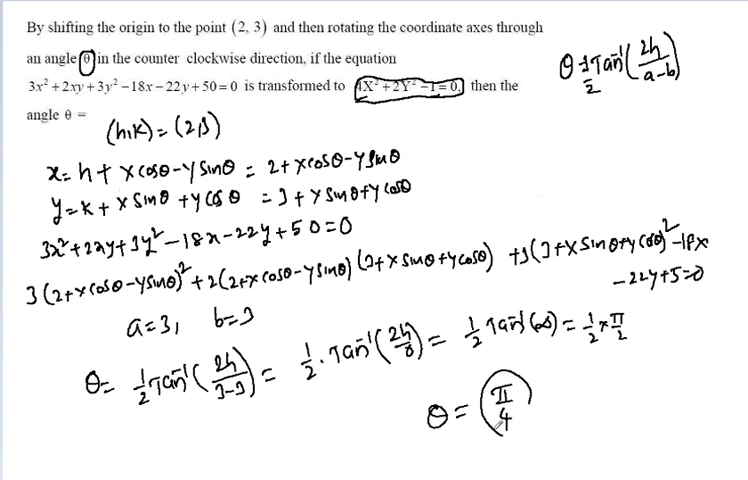 By shifting the origin to the point (2, 3) and then rotating the coordinate axes through
an angle θ in the counter clockwise direction, if the equation
3x² + 2xy + 3y² − 18x − 22y + 50 = 0 is transformed to 4X² + 2Y² − 1 = 0, then the
angle θ =
θ = 1/2 Tan⁻¹(2h/a-b)
(h,k) = (2,3)
x = h + x cosθ - y sinθ = 2 + x cosθ - y sinθ
y = k + x sinθ + y cosθ = 3 + x sinθ + y cosθ
3x² + 2xy + 3y² - 18x - 22y + 50 = 0
3(2 + x cosθ - y sinθ)² + 2(2 + x cosθ - y sinθ)(3 + x sinθ + y cosθ) + 3(3 + x sinθ + y cosθ)² - 18x
- 22y + 5 = 0
a = 3, b = 3
θ = 1/2 Tan⁻¹(2h/3-3) = 1/2 . Tan⁻¹(2h/0) = 1/2 Tan⁻¹(∞) = 1/2 × π/2
θ = π/4